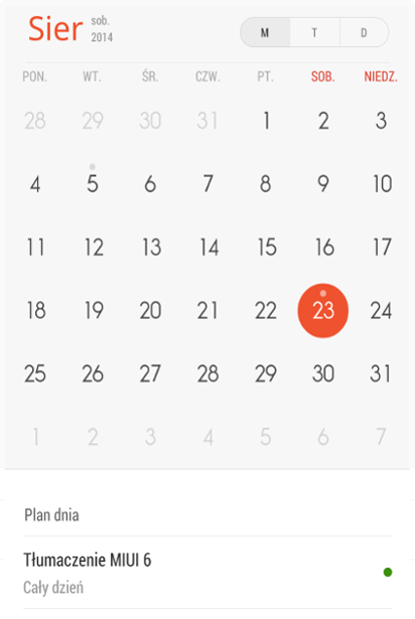 Sier sob. 2014 M T D
PON. WT. ŚR. CZW. PT. SOB. NIEDZ.
28 29 30 31 1 2 3
4 5 6 7 8 9 10
11 12 13 14 15 16 17
18 19 20 21 22 23 24
25 26 27 28 29 30 31
1 2 3 4 5 6 7
Plan dnia
Tłumaczenie MIUI 6
Cały dzień